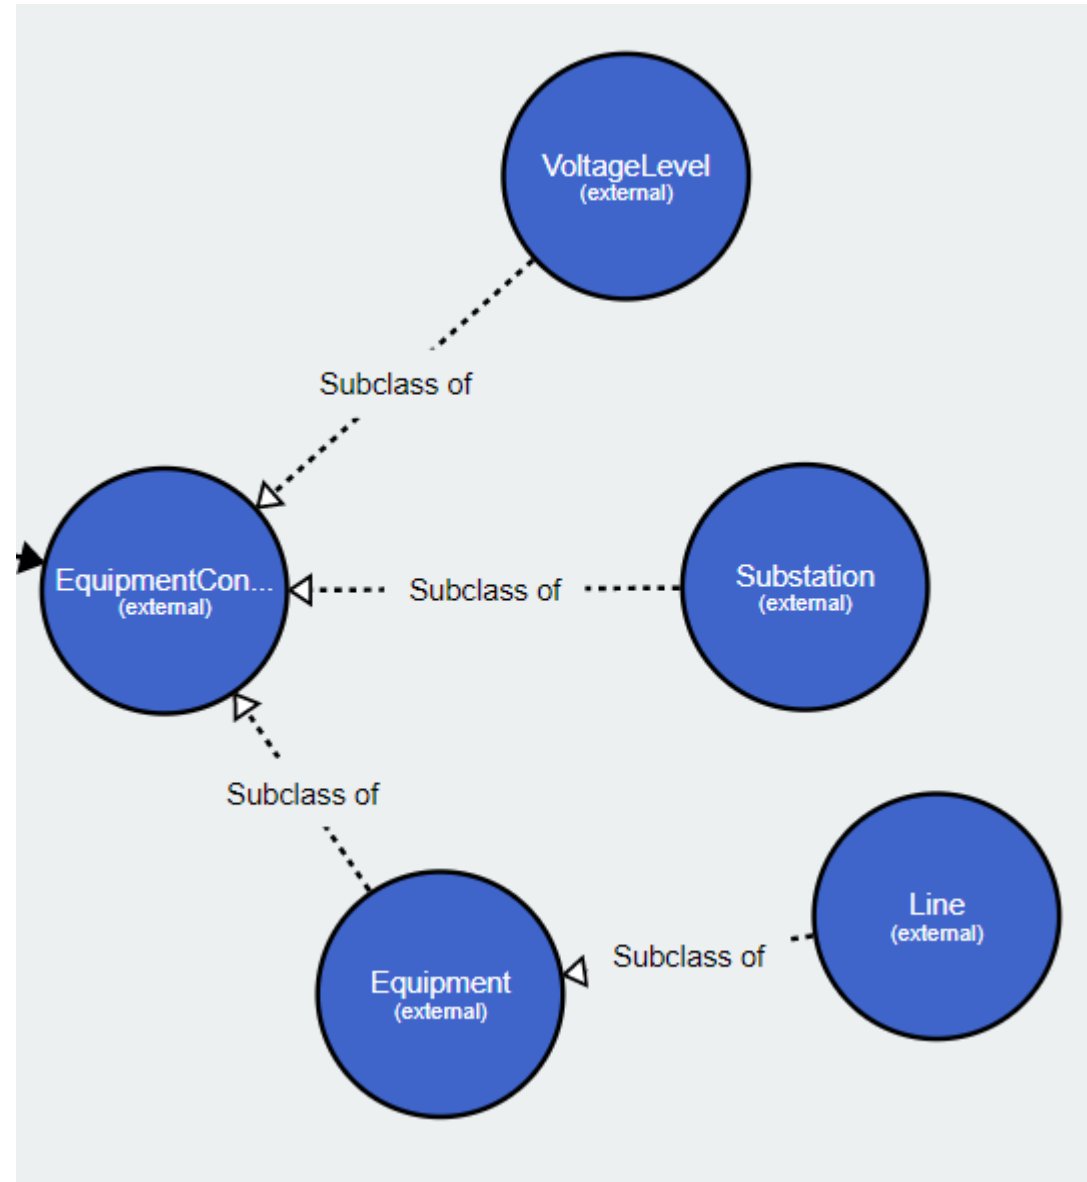 VoltageLevel
(external)
Subclass of
EquipmentCon...
(external)
Subclass of
Substation
(external)
Subclass of
Equipment
(external)
Subclass of
Line
(external)